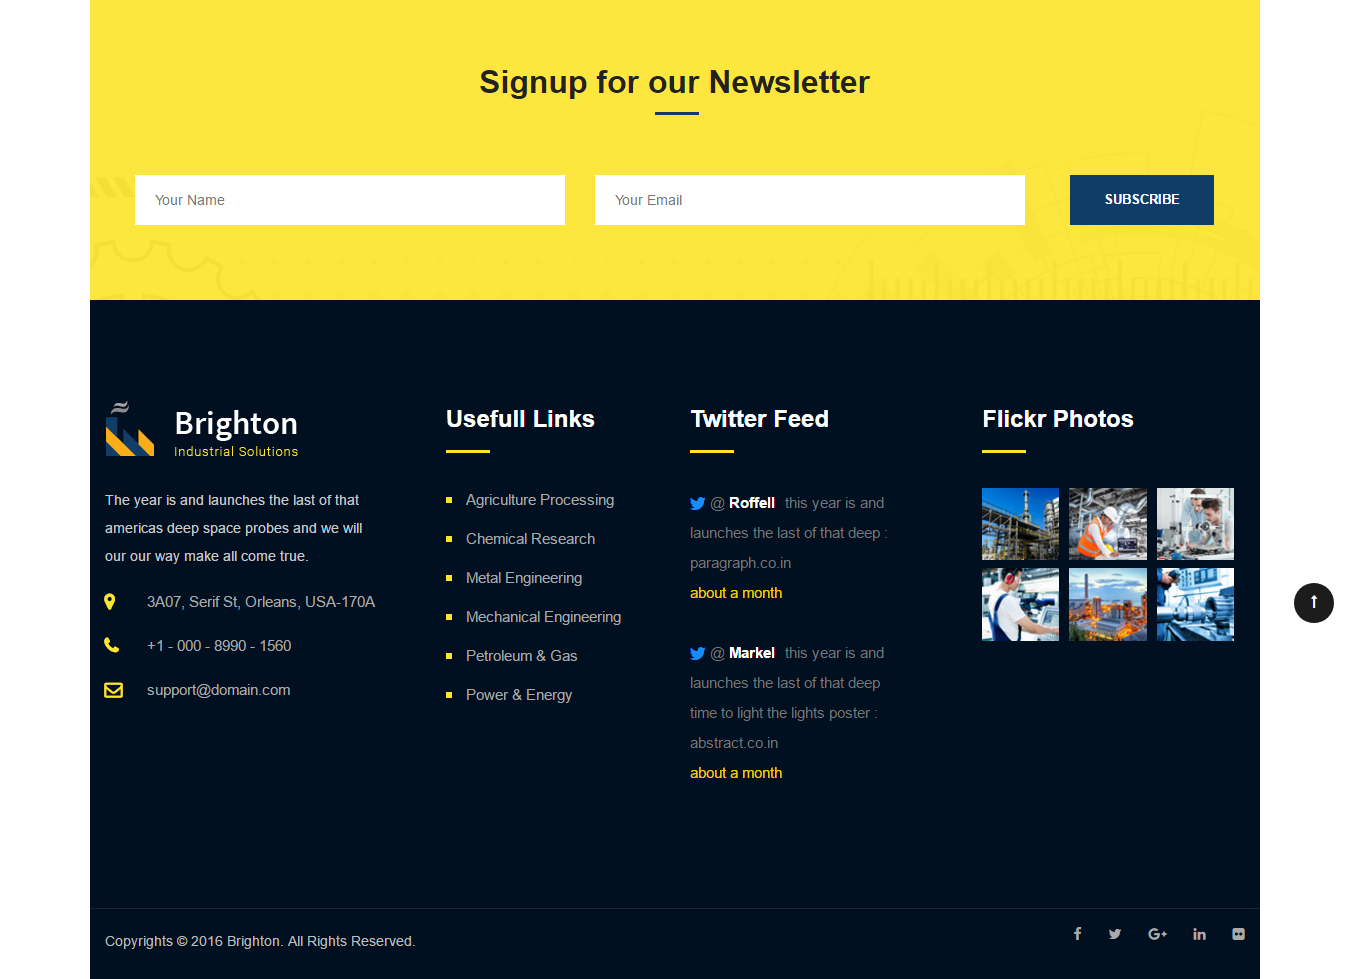 Signup for our Newsletter
Your Name
Your Email
SUBSCRIBE
Brighton
Industrial Solutions
The year is and launches the last of that
americas deep space probes and we will
our our way make all come true.
3A07, Serif St, Orleans, USA-170A
+1 - 000 - 8990 - 1560
support@domain.com
Usefull Links
Agriculture Processing
Chemical Research
Metal Engineering
Mechanical Engineering
Petroleum & Gas
Power & Energy
Twitter Feed
@ Roffell this year is and
launches the last of that deep :
paragraph.co.in
about a month
@ Markel this year is and
launches the last of that deep
time to light the lights poster :
abstract.co.in
about a month
Flickr Photos
Copyrights © 2016 Brighton. All Rights Reserved.